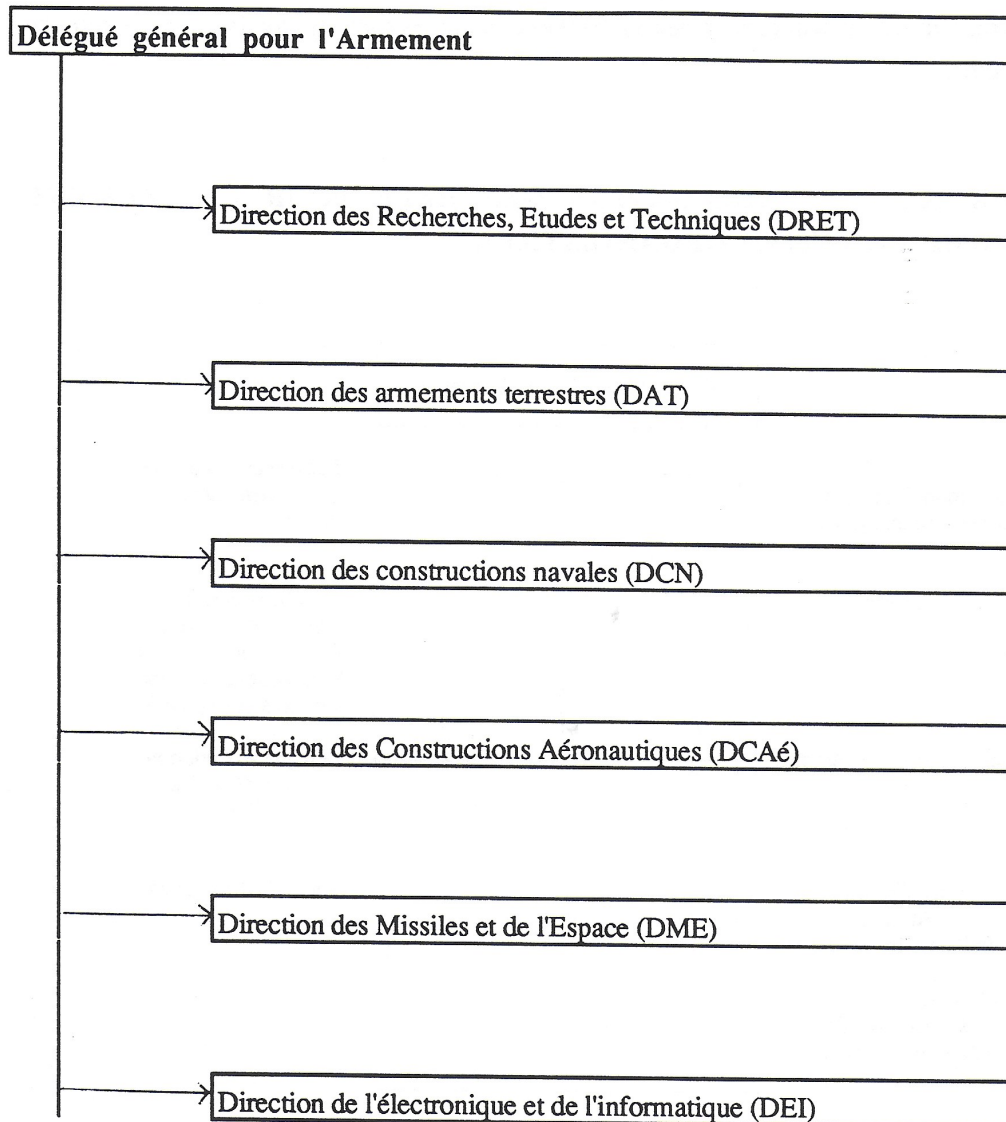 Délégué général pour l'Armement
Direction des Recherches, Etudes et Techniques (DRET)
Direction des armements terrestres (DAT)
Direction des constructions navales (DCN)
Direction des Constructions Aéronautiques (DCAé)
Direction des Missiles et de l'Espace (DME)
Direction de l'électronique et de l'informatique (DEI)